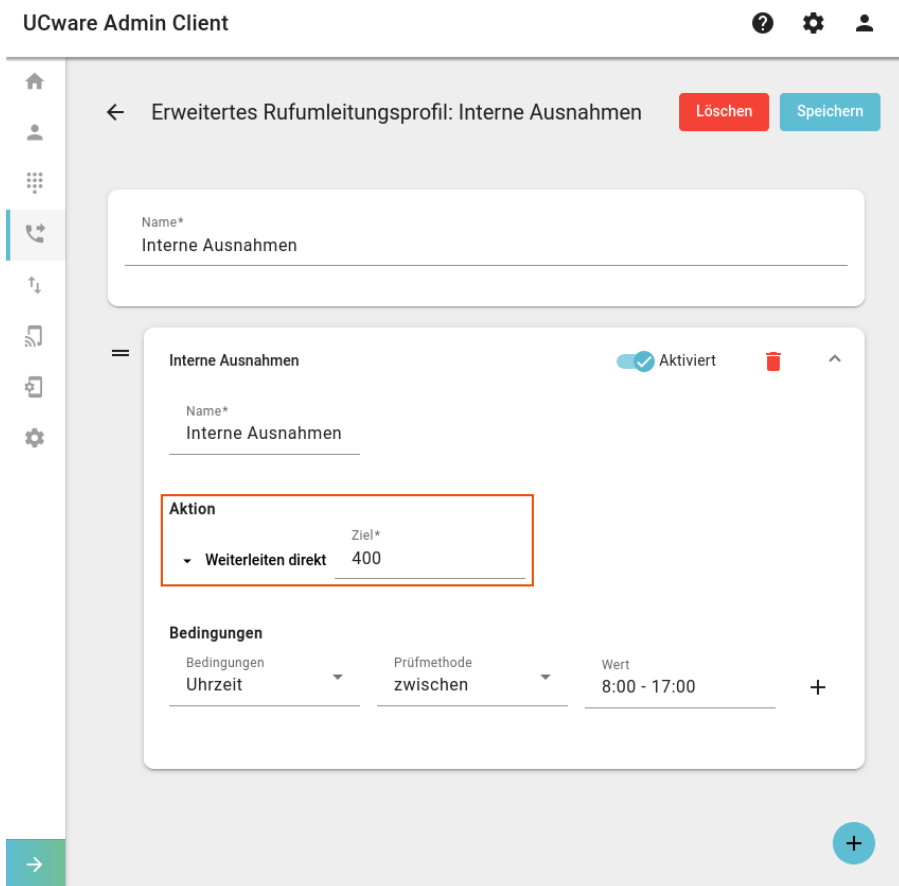 UCware Admin Client
Erweitertes Rufumleitungsprofil: Interne Ausnahmen
Löschen
Speichern
Name*
Interne Ausnahmen
Interne Ausnahmen
Aktiviert
Name*
Interne Ausnahmen
Aktion
Ziel*
Weiterleiten direkt
400
Bedingungen
Bedingungen
Prüfmethode
Wert
Uhrzeit
zwischen
8:00 - 17:00